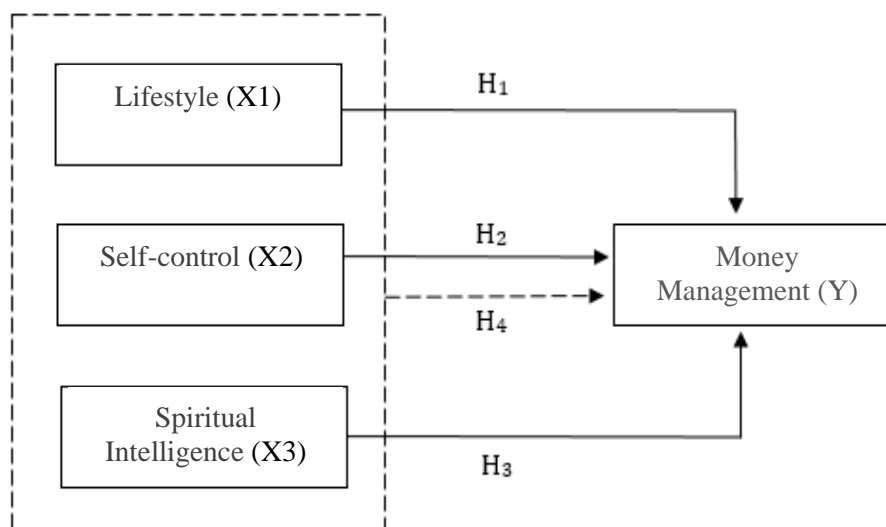 Lifestyle (X1)
H₁
Self-control (X2)
H₂
Money
Management (Y)
H₄
Spiritual
Intelligence (X3)
H₃